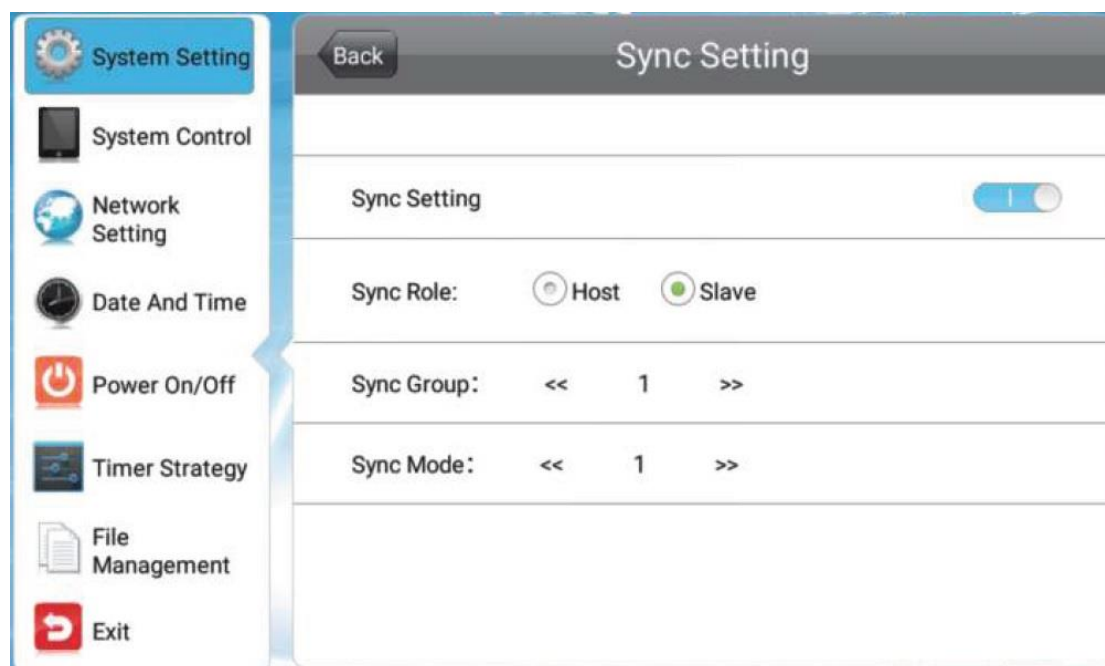 System Setting
System Control
Network
Setting
Date And Time
Power On/Off
Timer Strategy
File
Management
Exit
Back
Sync Setting
Sync Setting
Sync Role:
Host
Slave
Sync Group:
<<
1
>>
Sync Mode:
<<
1
>>